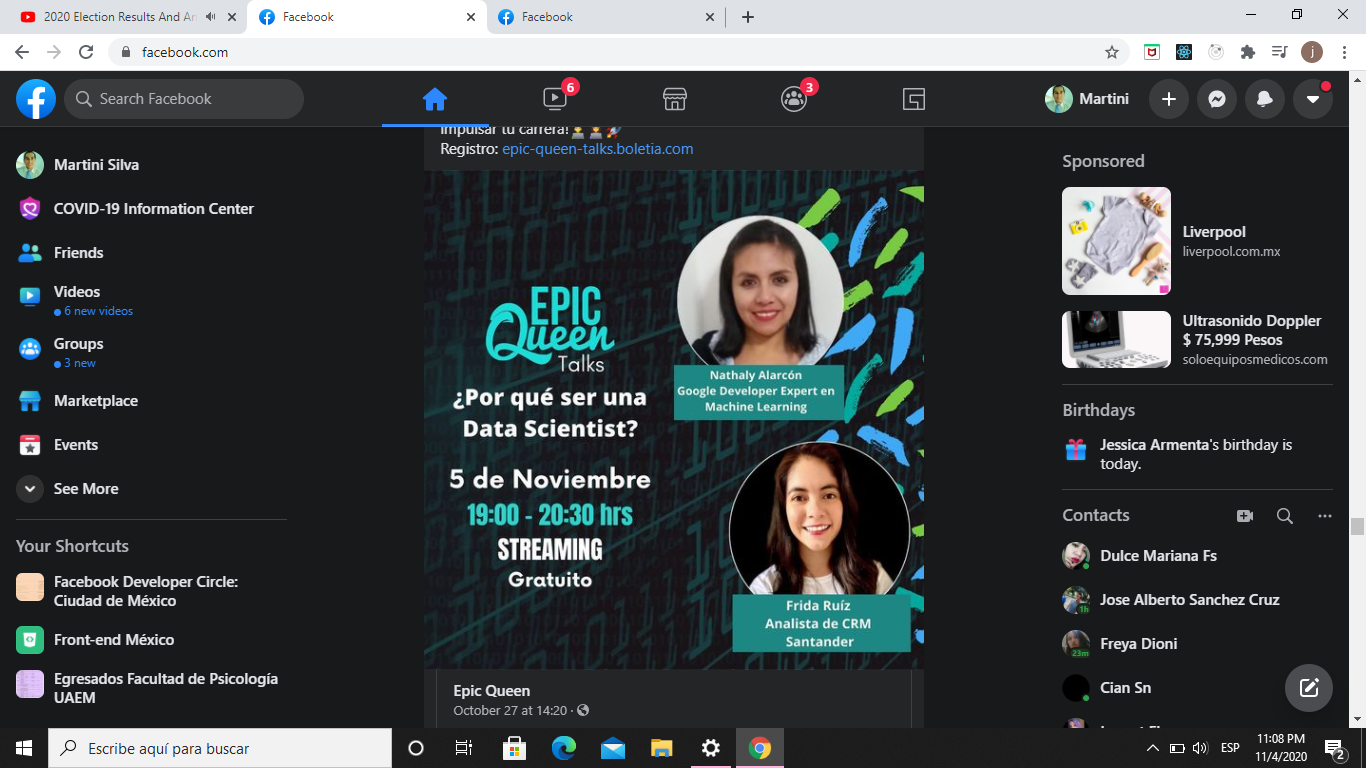 2020 Election Results And An
Facebook
Facebook
facebook.com
j
Search Facebook
6
3
Martini
Martini Silva
COVID-19 Information Center
Friends
Videos
6 new videos
Groups
3 new
Marketplace
Events
See More
Your Shortcuts
Facebook Developer Circle:
Ciudad de México
Front-end México
Egresados Facultad de Psicología
UAEM
impulsar tu carrera!👩‍💻👩‍💼🚀
Registro: epic-queen-talks.boletia.com
EPIC
Queen
Talks
¿Por qué ser una
Data Scientist?
5 de Noviembre
19:00 - 20:30 hrs
STREAMING
Gratuito
Nathaly Alarcón
Google Developer Expert en
Machine Learning
Frida Ruíz
Analista de CRM
Santander
Epic Queen
October 27 at 14:20 ·
Sponsored
Liverpool
liverpool.com.mx
Ultrasonido Doppler
$ 75,999 Pesos
soloequiposmedicos.com
Birthdays
Jessica Armenta's birthday is
today.
Contacts
Dulce Mariana Fs
Jose Alberto Sanchez Cruz
1h
Freya Dioni
23m
Cian Sn
Escribe aquí para buscar
ESP
11:08 PM
11/4/2020
2